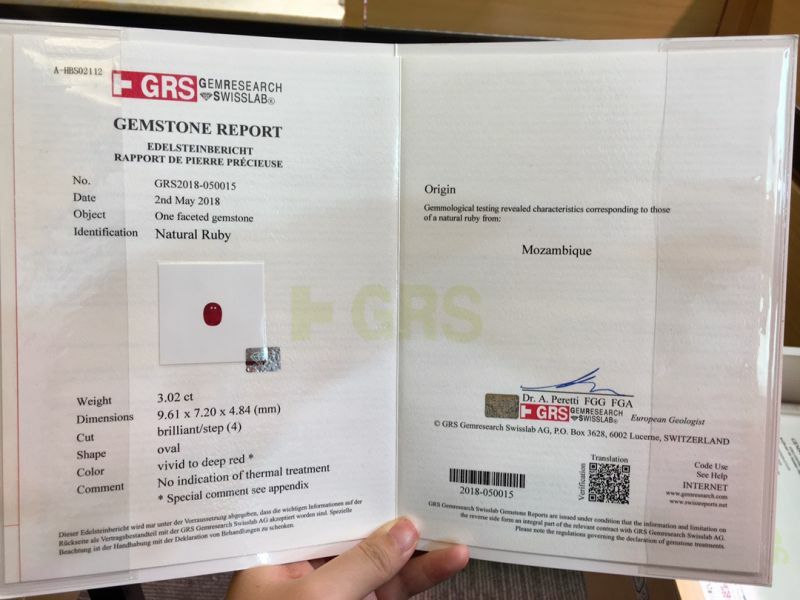 A-HBS02112
GRS GEMRESEARCH
SWISSLAB®
GEMSTONE REPORT
EDELSTEINBERICHT
RAPPORT DE PIERRE PRÉCIEUSE
No. GRS2018-050015
Date 2nd May 2018
Object One faceted gemstone
Identification Natural Ruby
Weight 3.02 ct
Dimensions 9.61 x 7.20 x 4.84 (mm)
Cut brilliant/step (4)
Shape oval
Color vivid to deep red *
Comment No indication of thermal treatment
* Special comment see appendix
Dieser Edelsteinbericht wird nur unter der Voraussetzung abgegeben, dass die wichtigen Informationen auf der
Rückseite als Vertragsbestandteil mit der GRS Gemresearch Swisslab AG akzeptiert worden sind. Spezielle
Beachtung ist der Handhabung mit der Deklaration von Behandlungen zu schenken.
GRS
Origin
Gemmological testing revealed characteristics corresponding to those
of a natural ruby from:
Mozambique
Dr. A. Peretti FGG FGA
GRS GEMRESEARCH
SWISSLAB®
European Geologist
© GRS Gemresearch Swisslab AG, P.O. Box 3628, 6002 Lucerne, SWITZERLAND
2018-050015
Translation
Verification
Code Use
See Help
INTERNET
www.gemresearch.com
www.swissreports.net
GRS Gemresearch Swisslab Gemstone Reports are issued under condition that the information and limitation on
the reverse side form an integral part of the relevant contract with GRS Gemresearch Swisslab AG.
Please note the regulations governing the declaration of gemstone treatments.